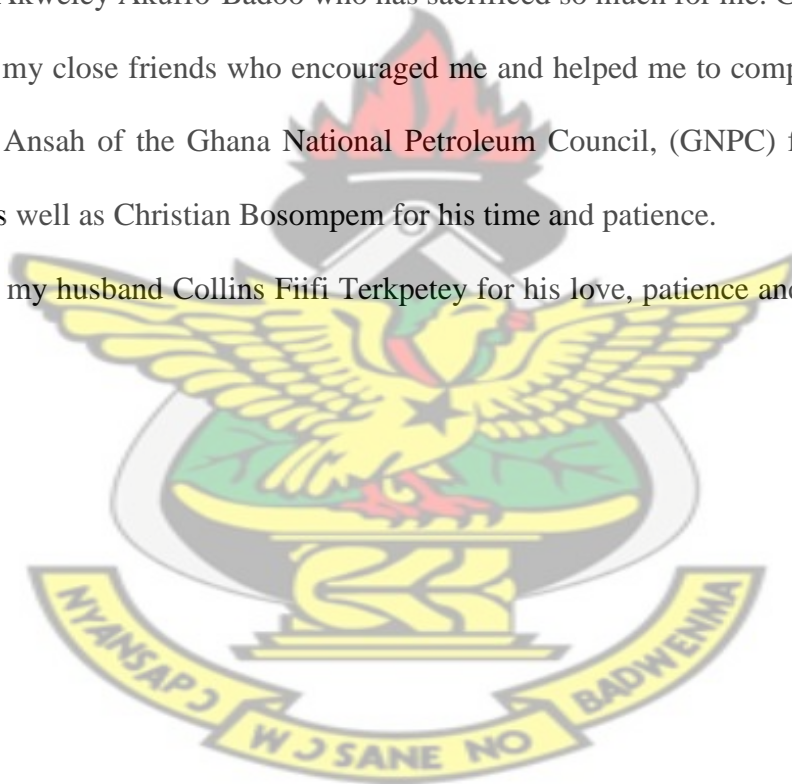 Akweley Akuffo-Badoo who has sacrificed so much for me.
my close friends who encouraged me and helped me to comp
Ansah of the Ghana National Petroleum Council, (GNPC) f
s well as Christian Bosompem for his time and patience.
my husband Collins Fiifi Terkpetey for his love, patience and
NYANSAPƆ
WƆSANE NO
BADWENMA